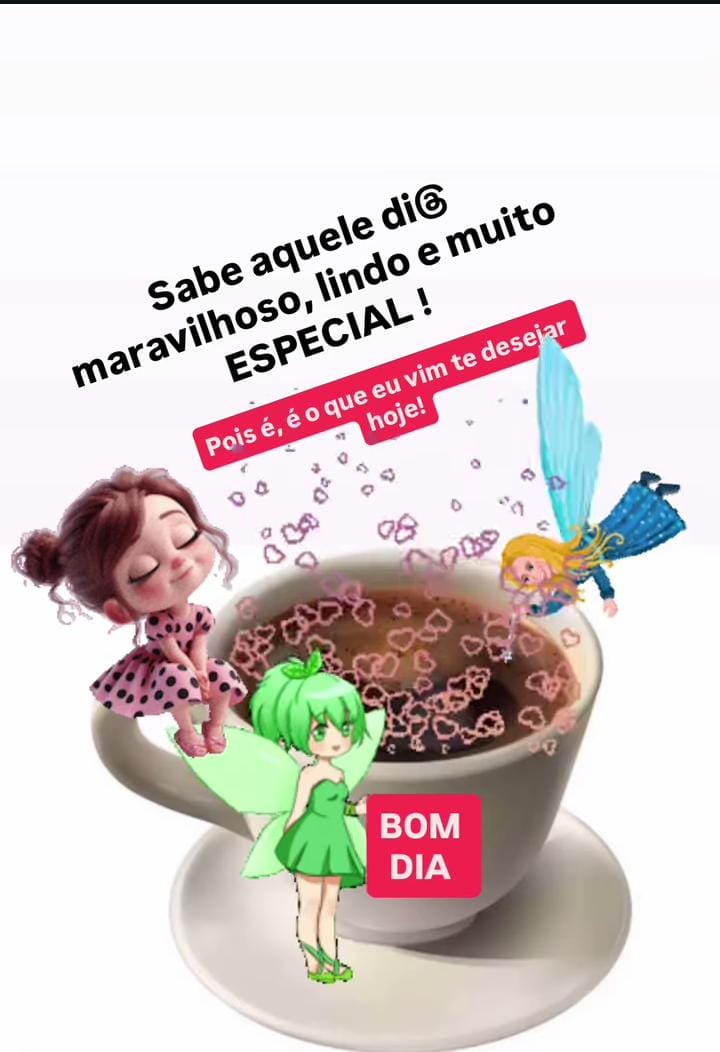 Sabe aquele di@
maravilhoso, lindo e muito
ESPECIAL !
Pois é, é o que eu vim te desejar
hoje!
BOM
DIA